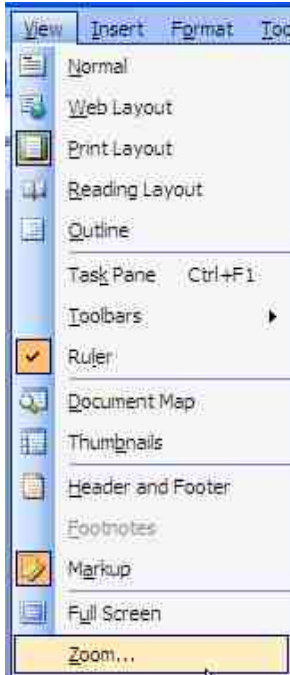 View Insert Format Too
Normal
Web Layout
Print Layout
Reading Layout
Outline
Task Pane Ctrl+F1
Toolbars
Ruler
Document Map
Thumbnails
Header and Footer
Footnotes
Markup
Full Screen
Zoom...